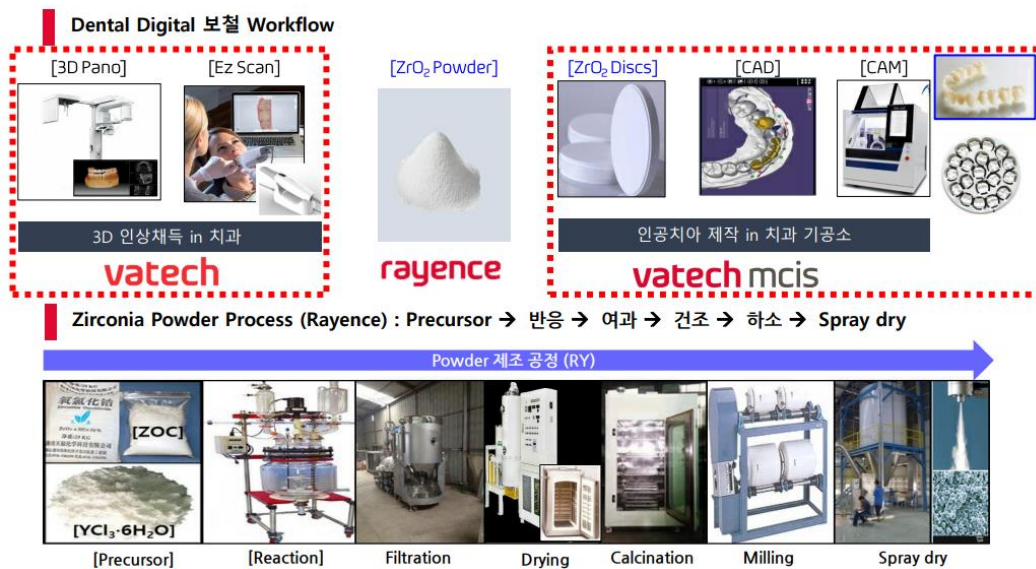 Dental Digital 보철 Workflow
[3D Pano] [Ez Scan] [ZrO₂ Powder] [ZrO₂ Discs] [CAD] [CAM]
3D 인상채득 in 치과
인공치아 제작 in 치과 기공소
vatech
rayence
vatech mcis
Zirconia Powder Process (Rayence) : Precursor → 반응 → 여과 → 건조 → 하소 → Spray dry
Powder 제조 공정 (RY)
氧氯化锆
[ZOC]
[YCl₃·6H₂O]
[Precursor] [Reaction] Filtration Drying Calcination Milling Spray dry